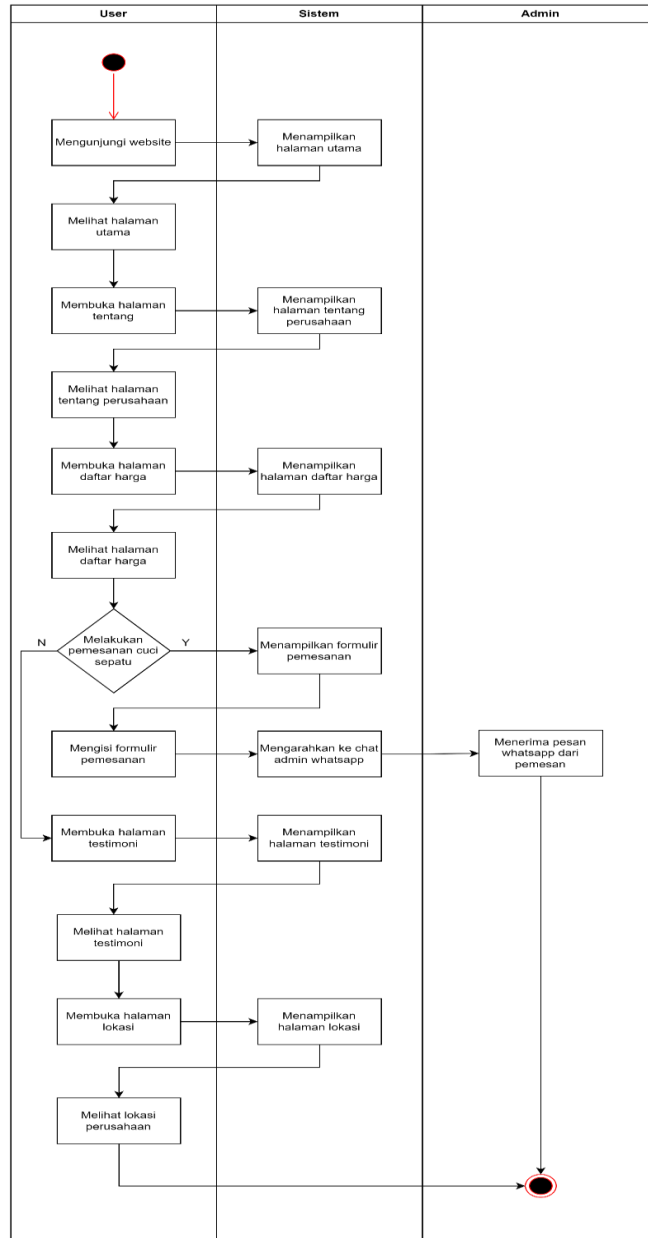 User
Sistem
Admin
Mengunjungi website
Menampilkan
halaman utama
Melihat halaman
utama
Membuka halaman
tentang
Menampilkan
halaman tentang
perusahaan
Melihat halaman
tentang perusahaan
Membuka halaman
daftar harga
Menampilkan
halaman daftar harga
Melihat halaman
daftar harga
N
Melakukan
pemesanan cuci
sepatu
Y
Menampilkan formulir
pemesanan
Mengisi formulir
pemesanan
Mengarahkan ke chat
admin whatsapp
Menerima pesan
whatsapp dari
pemesan
Membuka halaman
testimoni
Menampilkan
halaman testimoni
Melihat halaman
testimoni
Membuka halaman
lokasi
Menampilkan
halaman lokasi
Melihat lokasi
perusahaan